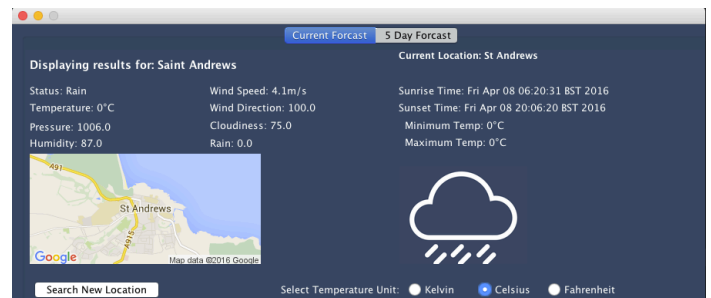 Current Forcast 5 Day Forcast
Displaying results for: Saint Andrews
Current Location: St Andrews
Status: Rain
Wind Speed: 4.1m/s
Sunrise Time: Fri Apr 08 06:20:31 BST 2016
Temperature: 0°C
Wind Direction: 100.0
Sunset Time: Fri Apr 08 20:06:20 BST 2016
Pressure: 1006.0
Cloudiness: 75.0
Minimum Temp: 0°C
Humidity: 87.0
Rain: 0.0
Maximum Temp: 0°C
A91
St Andrews
A915
Google
Map data ©2016 Google
Search New Location
Select Temperature Unit: Kelvin Celsius Fahrenheit